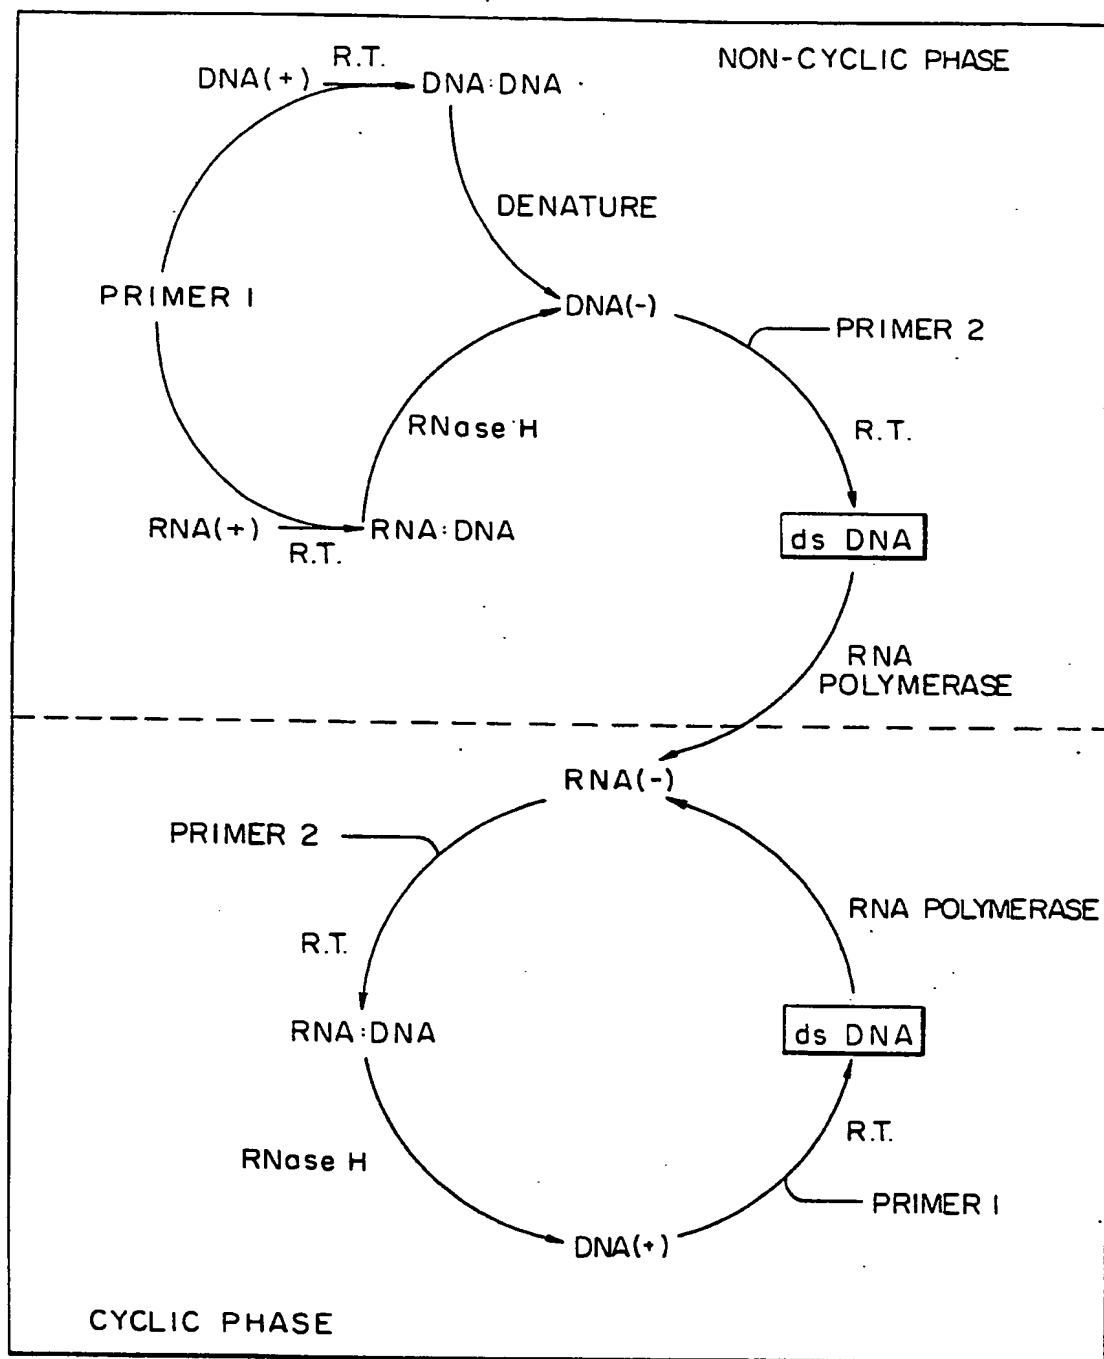 NON-CYCLIC PHASE
DNA(+)
R.T.
DNA:DNA
DENATURE
PRIMER 1
DNA(-)
PRIMER 2
RNase H
R.T.
RNA(+)
R.T.
RNA:DNA
ds DNA
RNA
POLYMERASE
RNA(-)
PRIMER 2
RNA POLYMERASE
R.T.
RNA:DNA
ds DNA
R.T.
RNase H
PRIMER 1
DNA(+)
CYCLIC PHASE